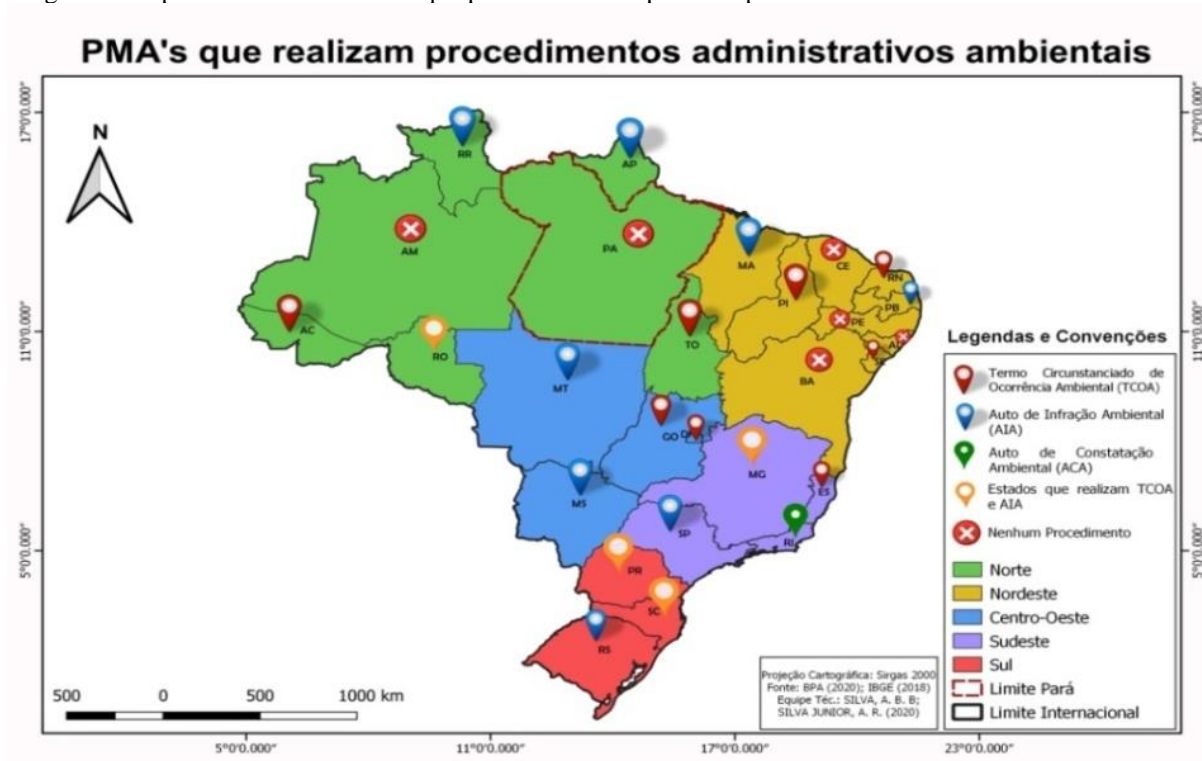 PMA's que realizam procedimentos administrativos ambientais
17°0'0.000"
17°0'0.000"
N
RR
AP
AM
PA
MA
CE
RN
PB
PI
PE
AC
RO
TO
BA
11°0'0.000"
11°0'0.000"
MT
GO
MG
ES
MS
SP
RJ
PR
SC
RS
5°0'0.000"
5°0'0.000"
Legendas e Convenções
Termo Circunstanciado de
Ocorrência Ambiental (TCOA)
Auto de Infração Ambiental
(AIA)
Auto de Constatação
Ambiental (ACA)
Estados que realizam TCOA
e AIA
Nenhum Procedimento
Norte
Nordeste
Centro-Oeste
Sudeste
Sul
Limite Pará
Limite Internacional
Projeção Cartográfica: Sirgas 2000
Fonte: BPA (2020); IBGE (2018)
Equipe Téc.: SILVA, A. B. B;
SILVA JUNIOR, A. R. (2020)
500 0 500 1000 km
5°0'0.000"
11°0'0.000"
17°0'0.000"
23°0'0.000"